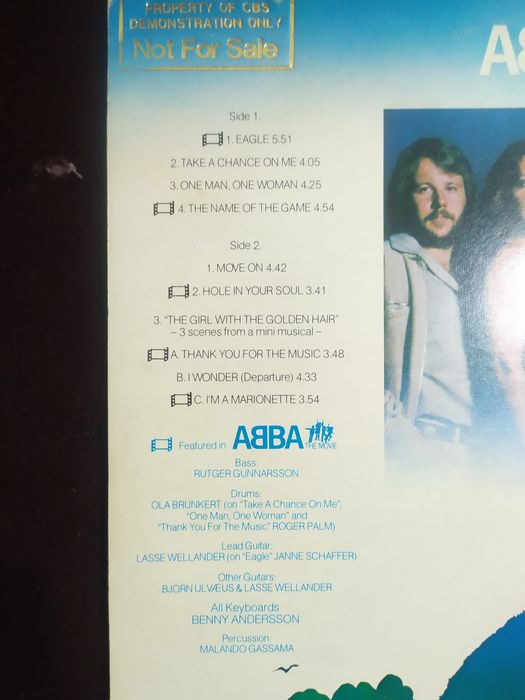 PROPERTY OF CBS
DEMONSTRATION ONLY
Not For Sale
Side 1.
1. EAGLE 5.51
2. TAKE A CHANCE ON ME 4.05
3. ONE MAN, ONE WOMAN 4.25
4. THE NAME OF THE GAME 4.54
Side 2.
1. MOVE ON 4.42
2. HOLE IN YOUR SOUL 3.41
3. "THE GIRL WITH THE GOLDEN HAIR"
– 3 scenes from a mini musical –
A. THANK YOU FOR THE MUSIC 3.48
B. I WONDER (Departure) 4.33
C. I'M A MARIONETTE 3.54
Featured in ABBA THE MOVIE
Bass:
RUTGER GUNNARSSON
Drums:
OLA BRUNKERT (on "Take A Chance On Me",
"One Man, One Woman" and
"Thank You For The Music" ROGER PALM)
Lead Guitar:
LASSE WELLANDER (on "Eagle" JANNE SCHAFFER)
Other Guitars:
BJÖRN ULVÆUS & LASSE WELLANDER
All Keyboards
BENNY ANDERSSON
Percussion:
MALANDO GASSAMA